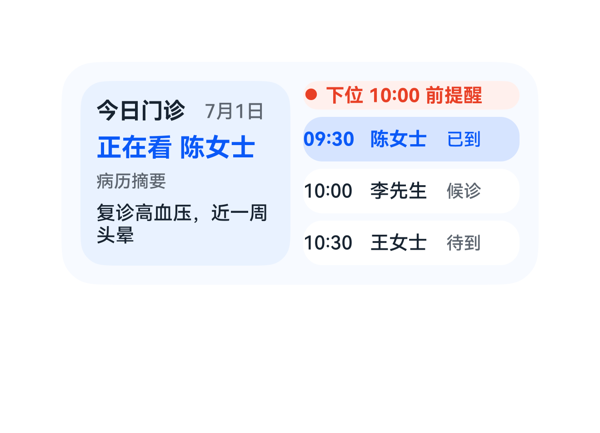 今日门诊 7月1日
正在看 陈女士
病历摘要
复诊高血压，近一周
头晕
下位 10:00 前提醒
09:30 陈女士 已到
10:00 李先生 候诊
10:30 王女士 待到